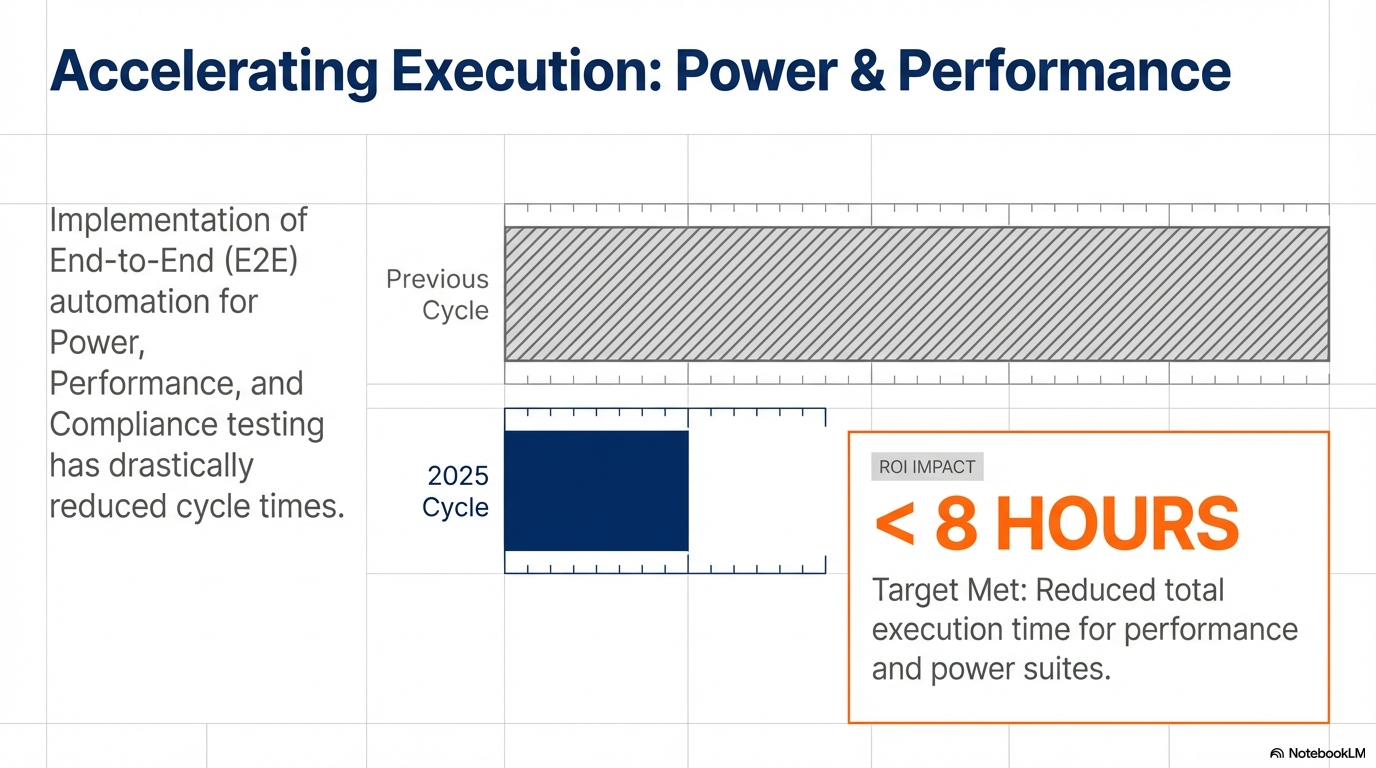 Accelerating Execution: Power & Performance
Implementation of
End-to-End (E2E)
automation for
Power,
Performance, and
Compliance testing
has drastically
reduced cycle times.
Previous
Cycle
2025
Cycle
ROI IMPACT
< 8 HOURS
Target Met: Reduced total
execution time for performance
and power suites.
NotebookLM